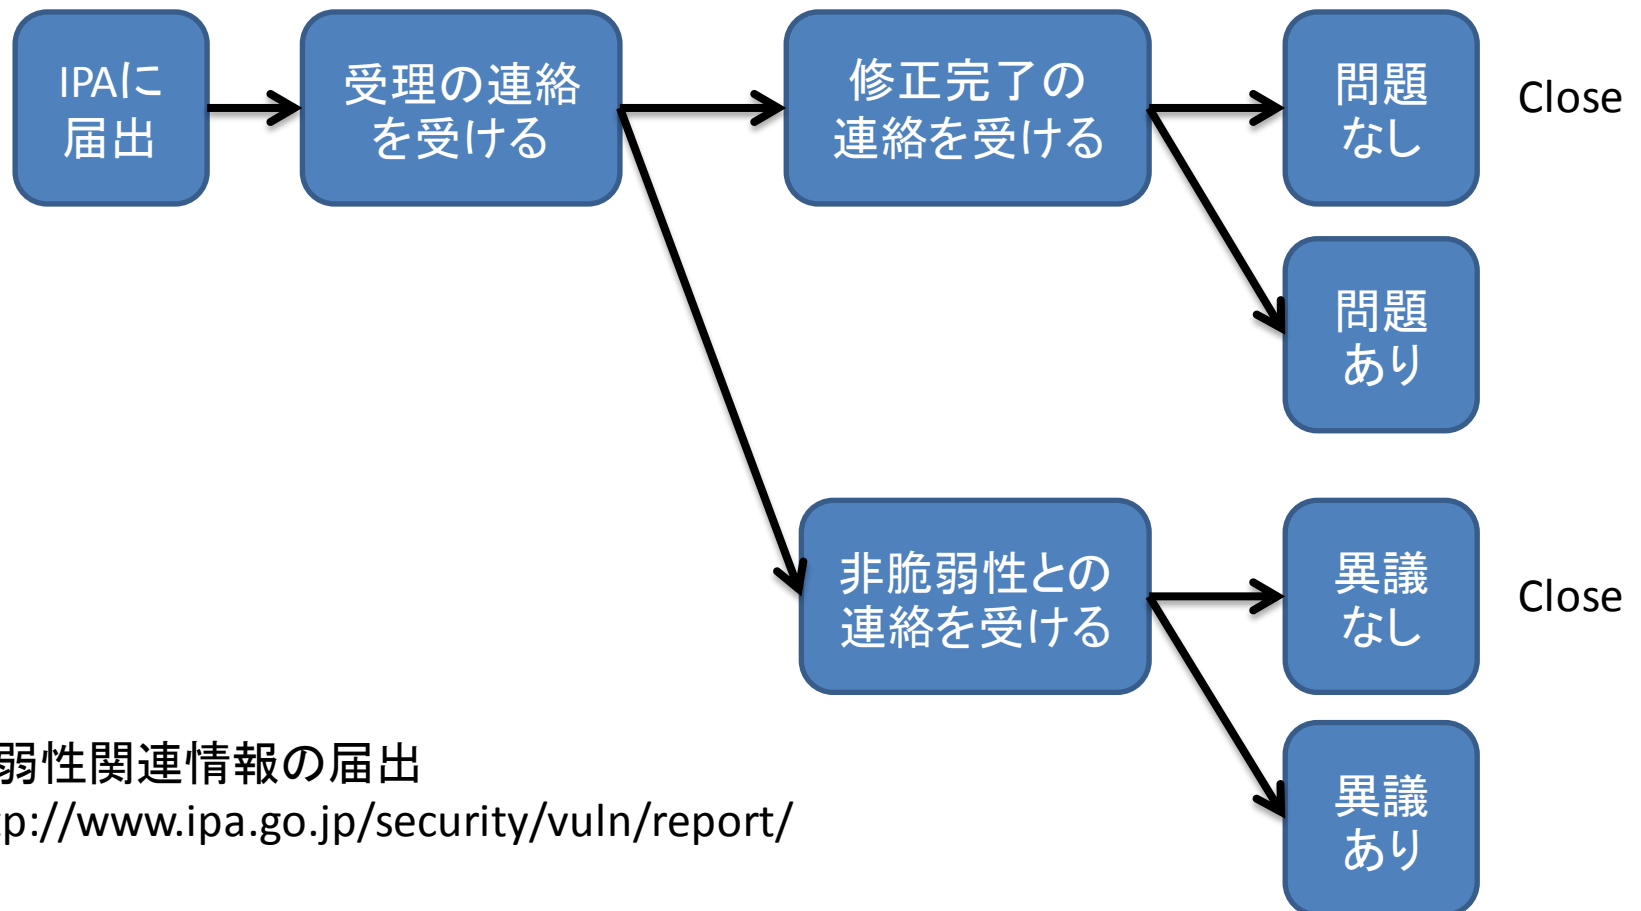 IPAに
届出
受理の連絡
を受ける
修正完了の
連絡を受ける
問題
なし
Close
問題
あり
非脆弱性との
連絡を受ける
異議
なし
Close
異議
あり
弱性関連情報の届出
tp://www.ipa.go.jp/security/vuln/report/